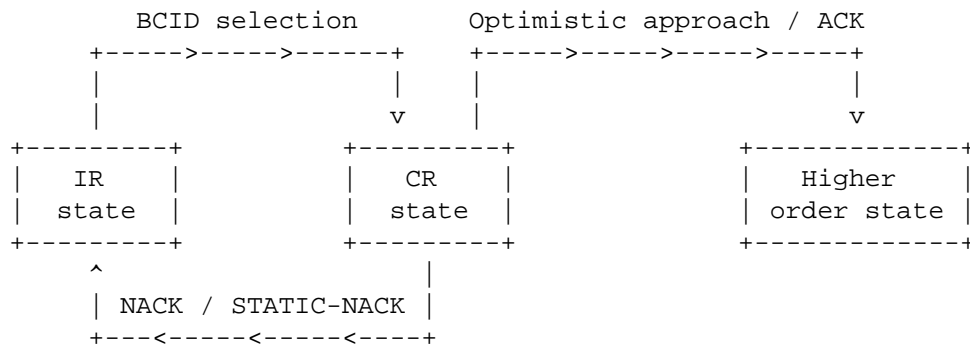 BCID selection Optimistic approach / ACK
+----->----->------+ +----->----->----->-----+
| | | |
| v | v
+---------+ +---------+ +-------------+
| IR | | CR | | Higher |
| state | | state | | order state |
+---------+ +---------+ +-------------+
^ |
| NACK / STATIC-NACK |
+---<-----<-----<----+